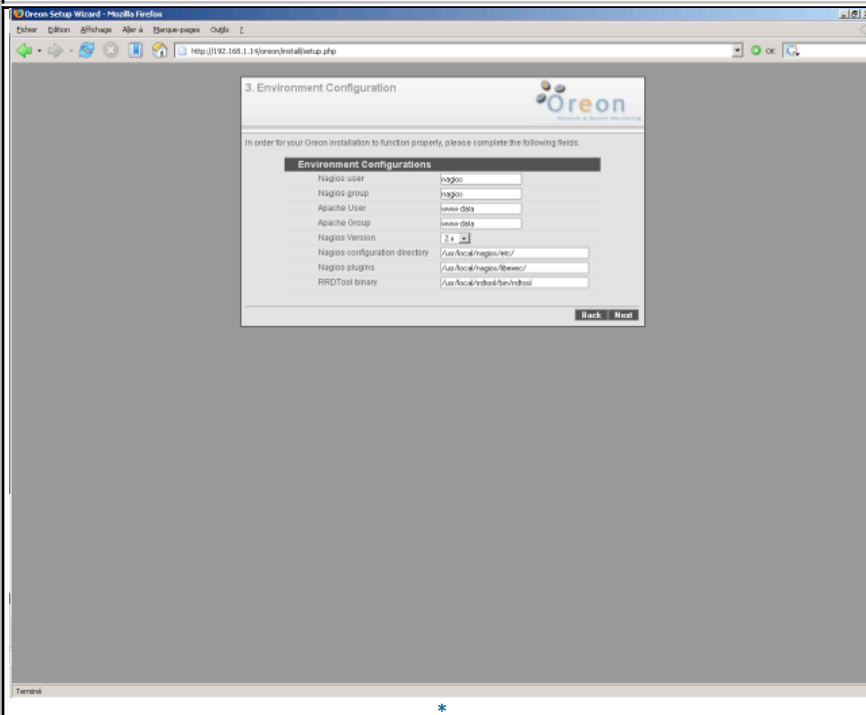 Oreon Setup Wizard - Mozilla Firefox
Fichier Edition Affichage Aller à Marque-pages Outils ?
http://192.168.1.14/oreon/install/setup.php OK
3. Environment Configuration
Oreon
Network & System Monitoring
In order for your Oreon installation to function properly, please complete the following fields.
Environment Configurations
Nagios user nagios
Nagios group nagios
Apache User www-data
Apache Group www-data
Nagios Version 2.x
Nagios configuration directory /usr/local/nagios/etc/
Nagios plugins /usr/local/nagios/libexec/
RRDTool binary /usr/local/rrdtool/bin/rrdtool
Back Next
Terminé
*